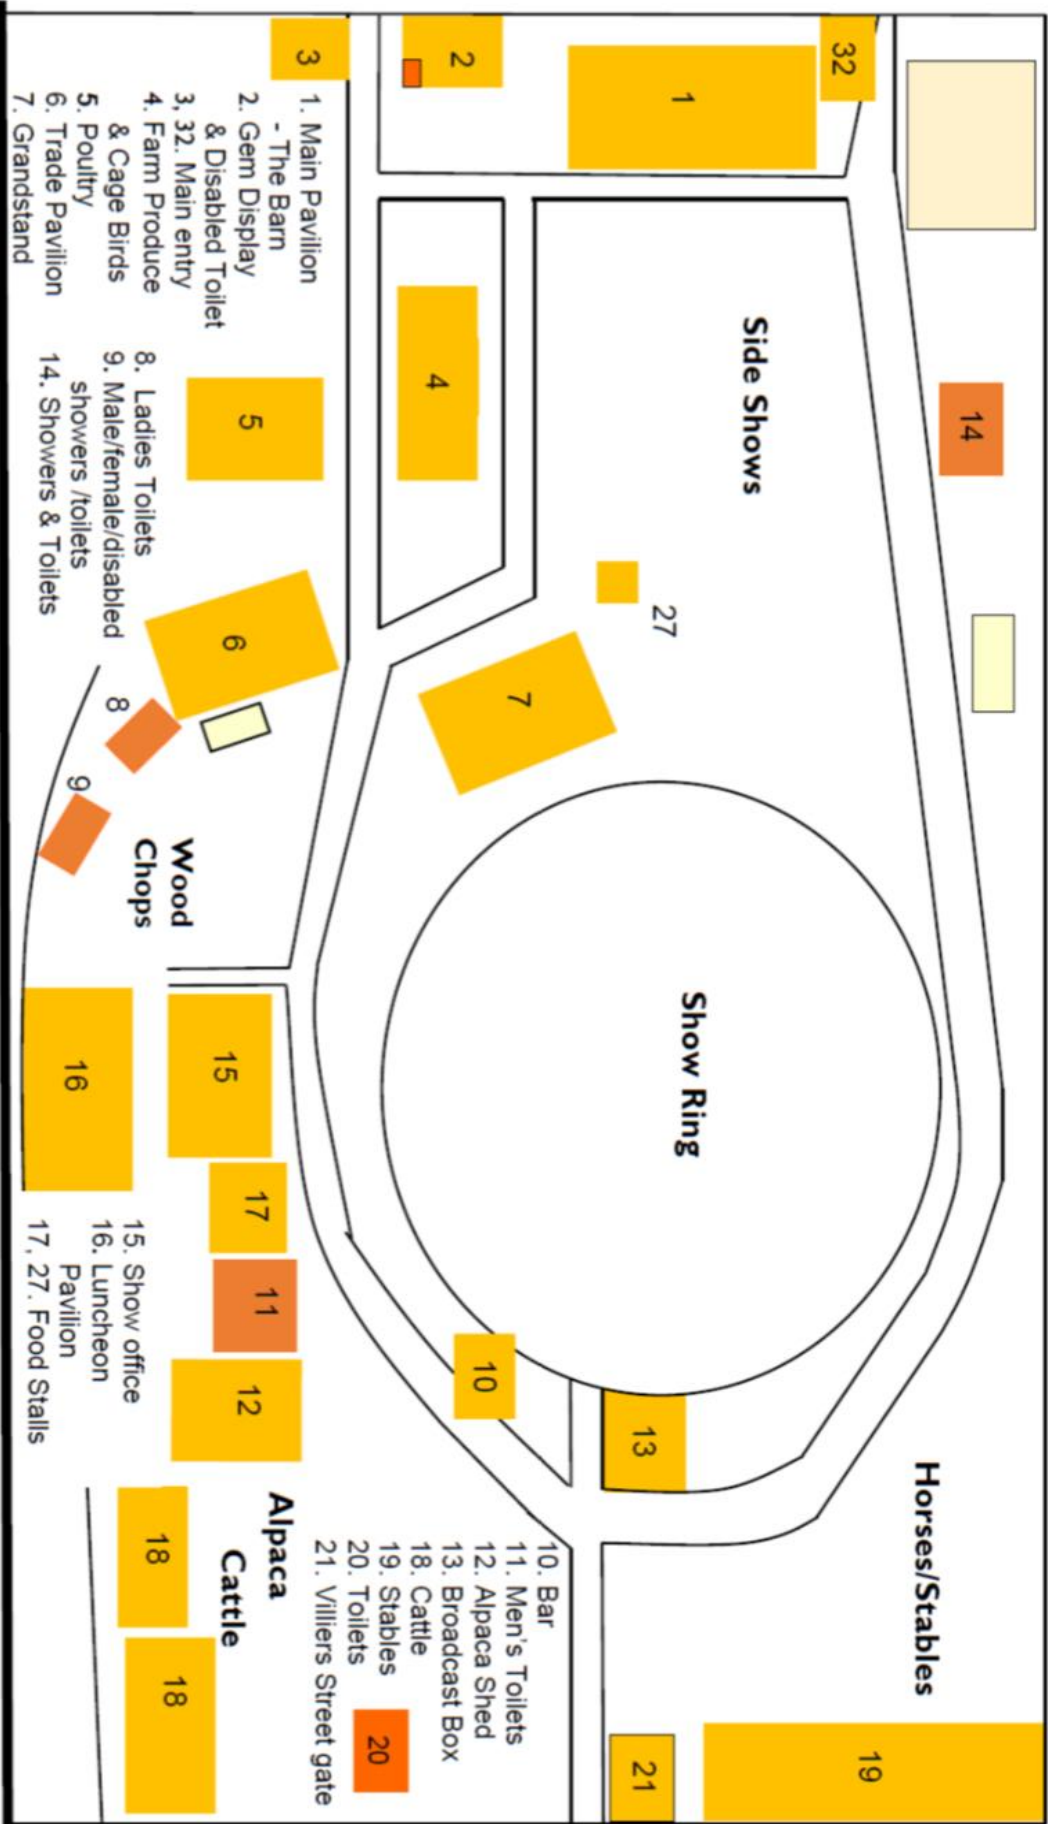 Horses/Stables
14
19
32
1
Side Shows
27
Show Ring
13
21
2
4
7
10
3
5
6
8
9
Wood
Chops
15
16
17
11
12
Alpaca
Cattle
18
18
20
1. Main Pavilion
- The Barn
2. Gem Display
& Disabled Toilet
3, 32. Main entry
4. Farm Produce
& Cage Birds
5. Poultry
6. Trade Pavilion
7. Grandstand
8. Ladies Toilets
9. Male/female/disabled
showers /toilets
14. Showers & Toilets
15. Show office
16. Luncheon
Pavilion
17, 27. Food Stalls
10. Bar
11. Men's Toilets
12. Alpaca Shed
13. Broadcast Box
18. Cattle
19. Stables
20. Toilets
21. Villiers Street gate